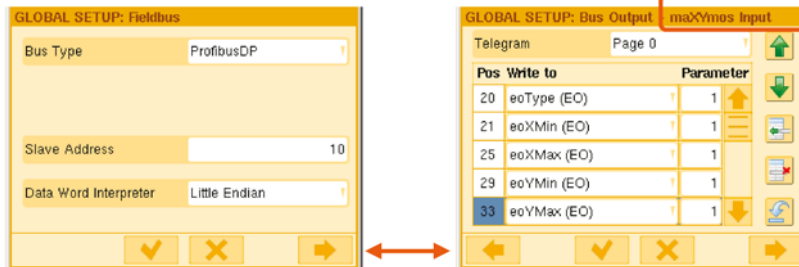 GLOBAL SETUP: Fieldbus
Bus Type ProfibusDP
Slave Address 10
Data Word Interpreter Little Endian
GLOBAL SETUP: Bus Output - maXYmos Input
Telegram Page 0
Pos Write to Parameter
20 eoType (EO) 1
21 eoXMin (EO) 1
25 eoXMax (EO) 1
29 eoYMin (EO) 1
33 eoYMax (EO) 1